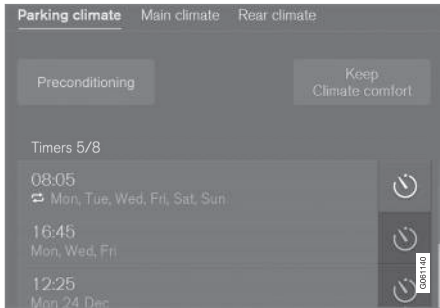 Parking climate Main climate Rear climate
Preconditioning
Keep
Climate comfort
Timers 5/8
08:05
Mon, Tue, Wed, Fri, Sat, Sun
16:45
Mon, Wed, Fri
12:25
Mon 24 Dec
G061140